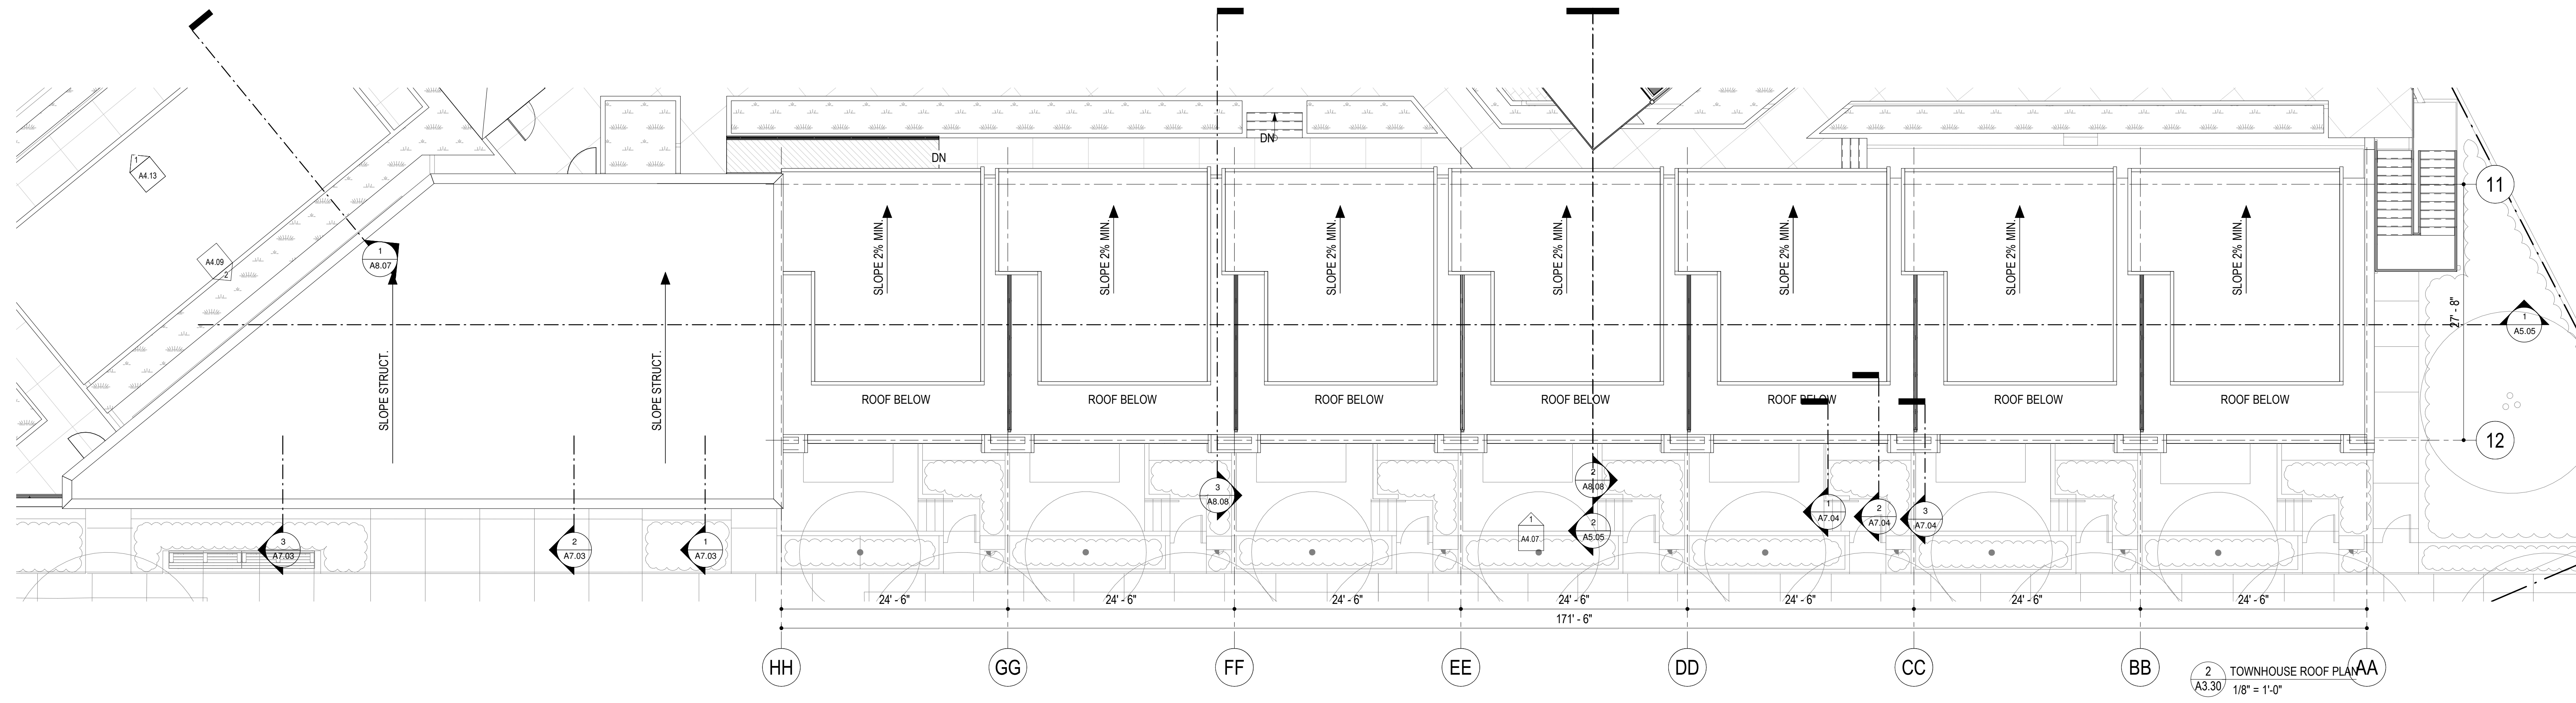 DN
DN
1
A4.13
11
A4.09
2
1
A8.07
SLOPE 2% MIN.
SLOPE 2% MIN.
SLOPE 2% MIN.
SLOPE 2% MIN.
SLOPE 2% MIN.
SLOPE 2% MIN.
SLOPE 2% MIN.
27' - 8"
1
A5.05
SLOPE STRUCT.
SLOPE STRUCT.
ROOF BELOW
ROOF BELOW
ROOF BELOW
ROOF BELOW
ROOF BELOW
ROOF BELOW
ROOF BELOW
12
3
A8.08
2
A8.08
1
A7.04
2
A7.04
3
A7.04
1
A4.07
2
A5.05
3
A7.03
2
A7.03
1
A7.03
24' - 6"
24' - 6"
24' - 6"
24' - 6"
24' - 6"
24' - 6"
24' - 6"
171' - 6"
HH
GG
FF
EE
DD
CC
BB
AA
2
A3.30
TOWNHOUSE ROOF PLAN
1/8" = 1'-0"